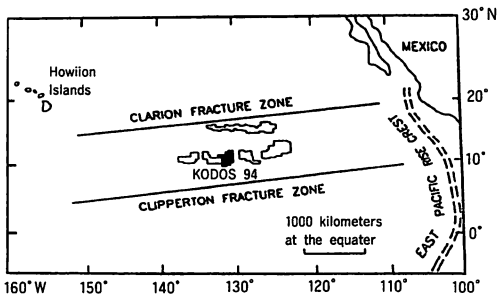 30°N
MEXICO
Howiion
Islands
CLARION FRACTURE ZONE
20°
EAST PACIFIC RISE CREST
10°
KODOS 94
CLIPPERTON FRACTURE ZONE
1000 kilometers
at the equater
0°
160°W 150° 140° 130° 120° 110° 100°